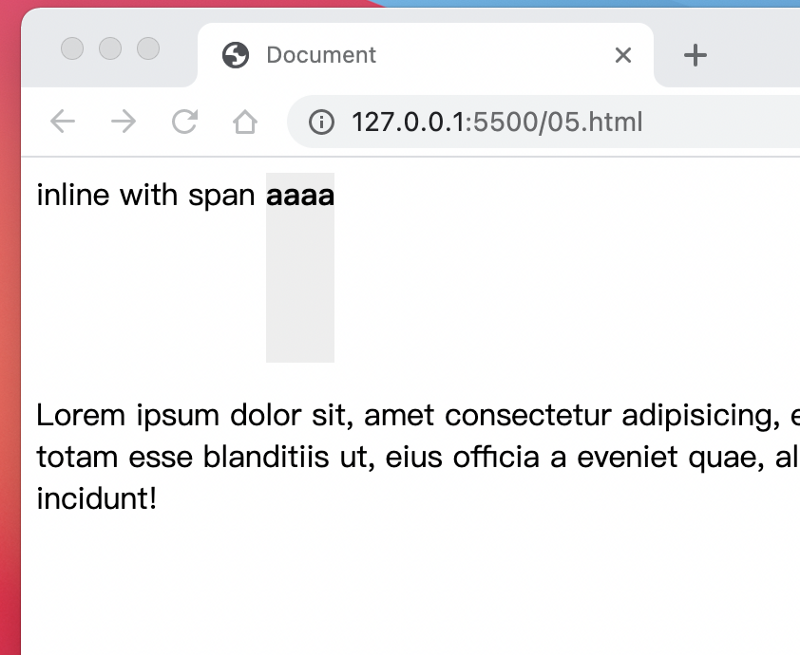 Document
127.0.0.1:5500/05.html
inline with span aaaa
Lorem ipsum dolor sit, amet consectetur adipisicing,
totam esse blanditiis ut, eius officia a eveniet quae,
incidunt!